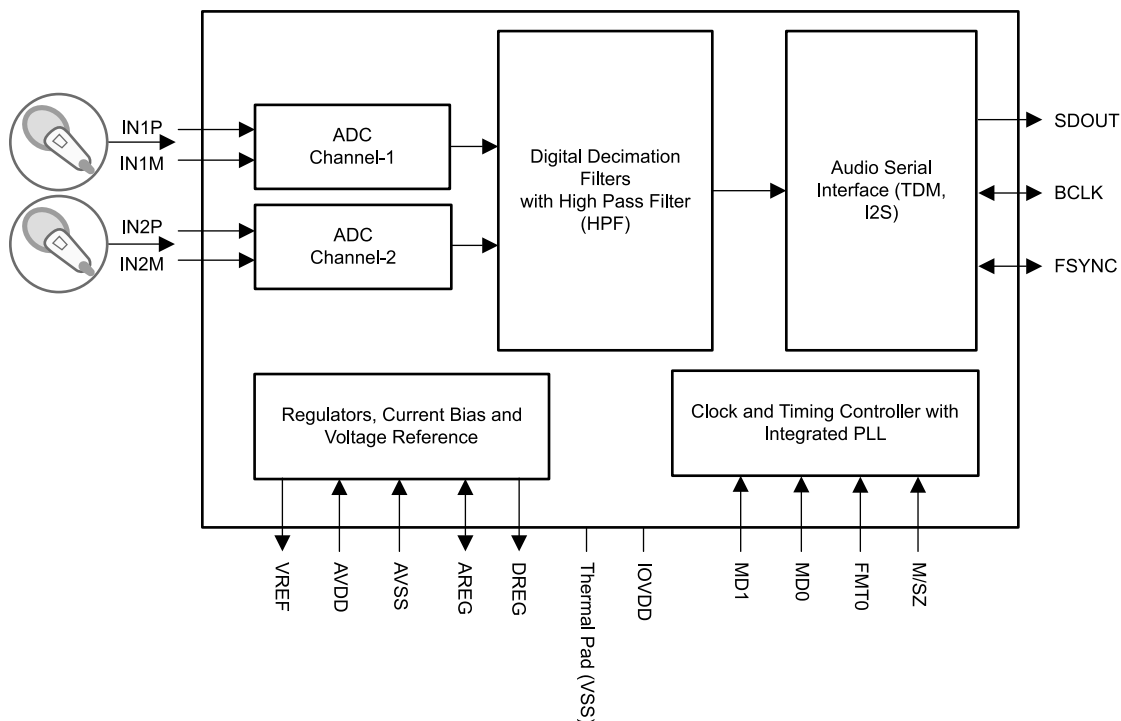 IN1P
IN1M
IN2P
IN2M
ADC
Channel-1
ADC
Channel-2
Digital Decimation
Filters
with High Pass Filter
(HPF)
Audio Serial
Interface (TDM,
I2S)
SDOUT
BCLK
FSYNC
Regulators, Current Bias and
Voltage Reference
Clock and Timing Controller with
Integrated PLL
VREF
AVDD
AVSS
AREG
DREG
Thermal Pad (VSS)
IOVDD
MD1
MD0
FMT0
M/SZ